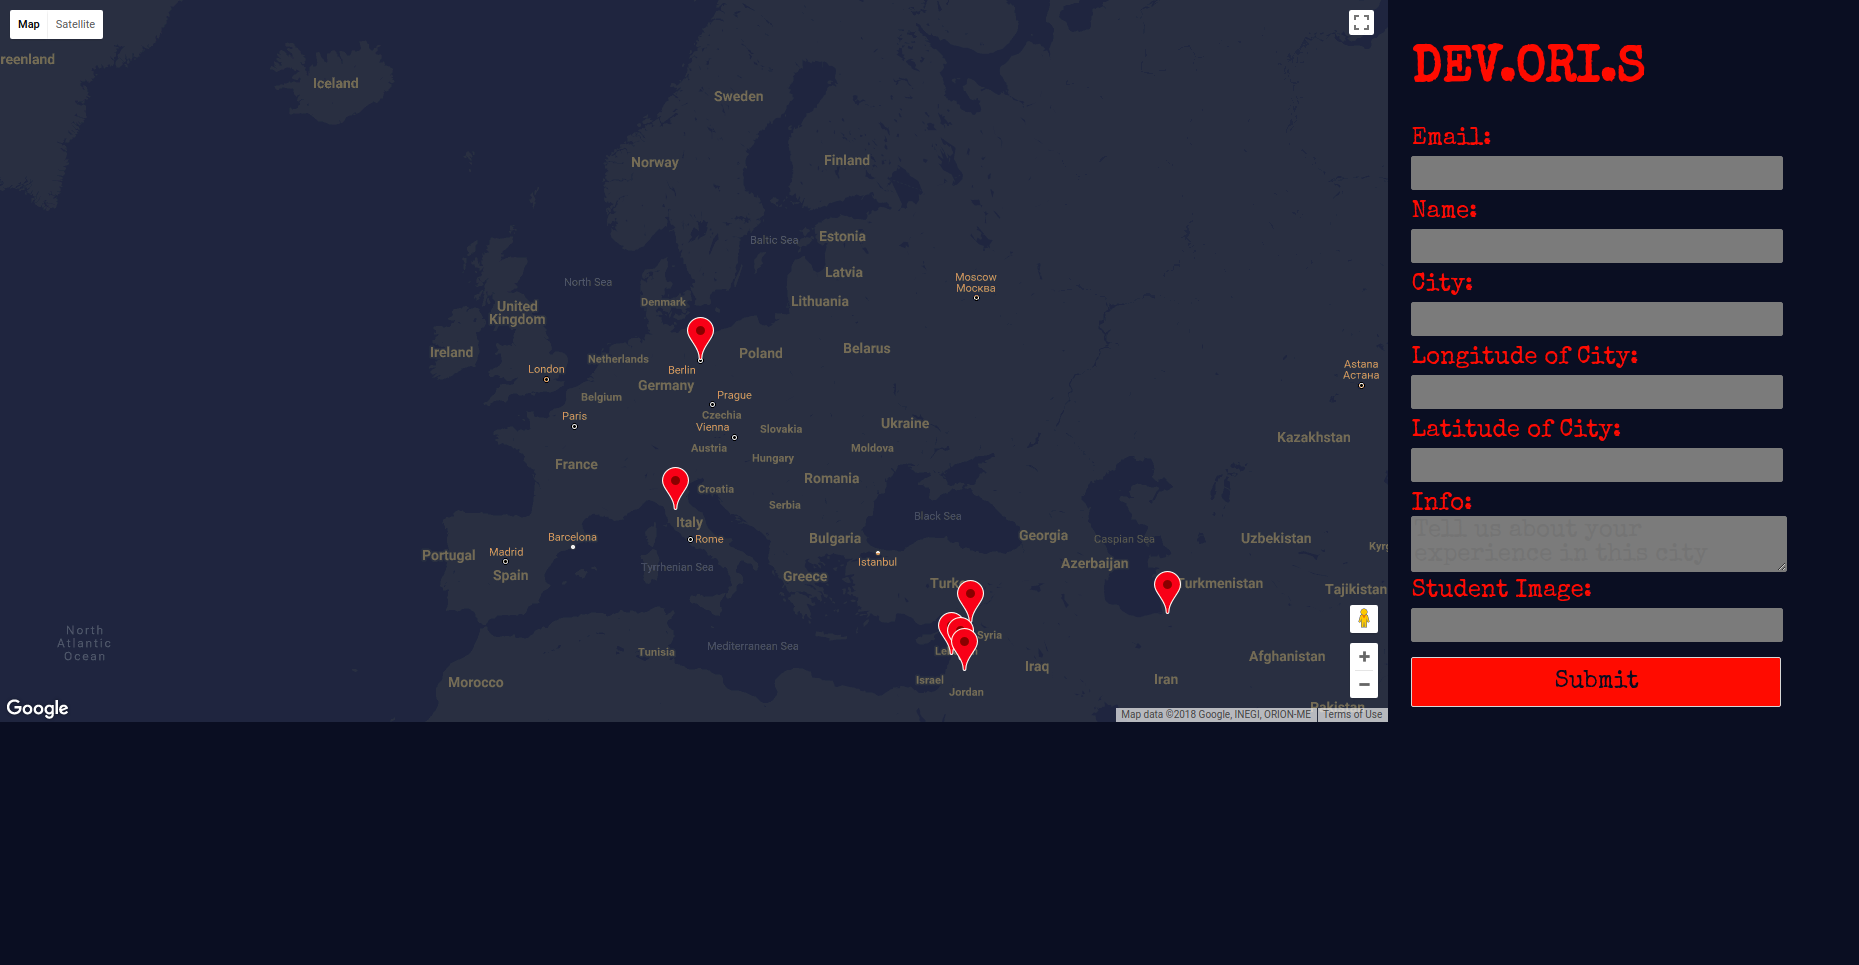 Map Satellite
reenland
Iceland
Sweden
Norway
Finland
Baltic Sea
Estonia
Latvia
Lithuania
Moscow
Москва
North Sea
Denmark
United
Kingdom
Ireland
Netherlands
Poland
Belarus
London
Berlin
Germany
Belgium
Prague
Czechia
Paris
Vienna
Slovakia
Ukraine
Austria
Hungary
Moldova
France
Romania
Croatia
Serbia
Astana
Астана
Kazakhstan
Italy
Rome
Black Sea
Bulgaria
Georgia
Caspian Sea
Uzbekistan
Kyrg
Barcelona
Madrid
Portugal
Spain
Istanbul
Azerbaijan
Tyrrhenian Sea
Greece
Turke
Turkmenistan
Tajikistan
North
Atlantic
Ocean
Tunisia
Mediterranean Sea
Syria
Le
Iraq
Afghanistan
Morocco
Israel
Jordan
Iran
Pakistan
Google
Map data ©2018 Google, INEGI, ORION-ME Terms of Use
DEV.ORI.S
Email:
Name:
City:
Longitude of City:
Latitude of City:
Info:
Tell us about your
experience in this city
Student Image:
Submit